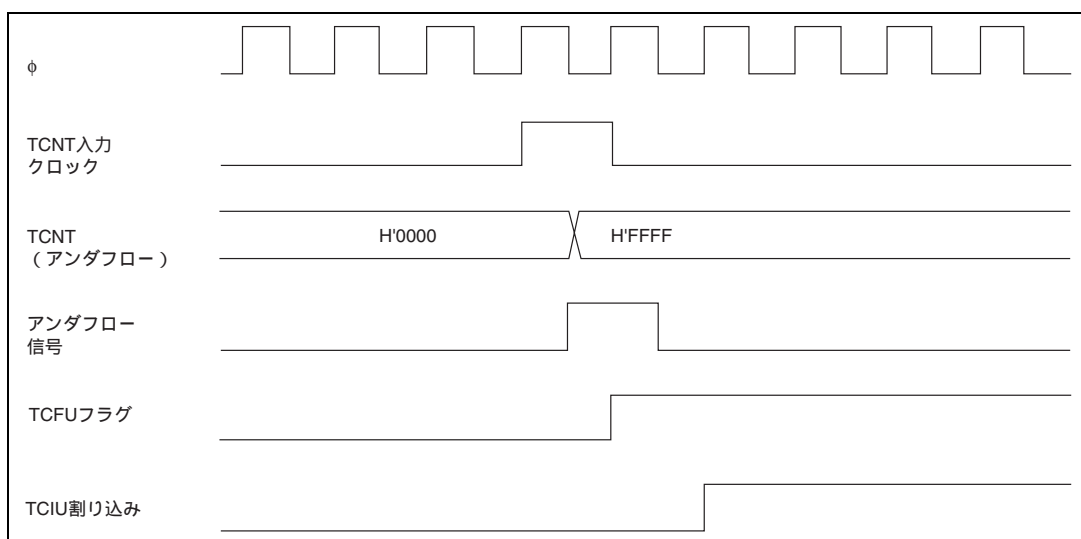 φ
TCNT入力
クロック
TCNT
（アンダフロー）
H'0000
H'FFFF
アンダフロー
信号
TCFUフラグ
TCIU割り込み